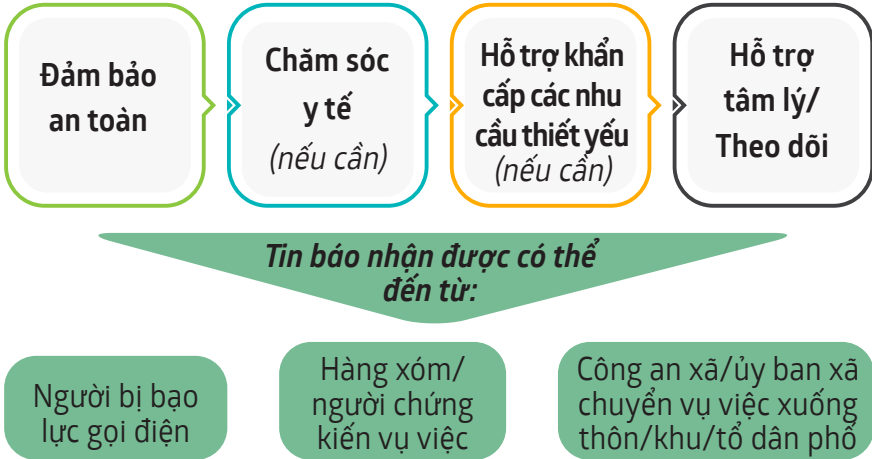 Đảm bảo
an toàn
Chăm sóc
y tế
(nếu cần)
Hỗ trợ khẩn
cấp các nhu
cầu thiết yếu
(nếu cần)
Hỗ trợ
tâm lý/
Theo dõi
Tin báo nhận được có thể
đến từ:
Người bị bạo
lực gọi điện
Hàng xóm/
người chứng
kiến vụ việc
Công an xã/ủy ban xã
chuyển vụ việc xuống
thôn/khu/tổ dân phố